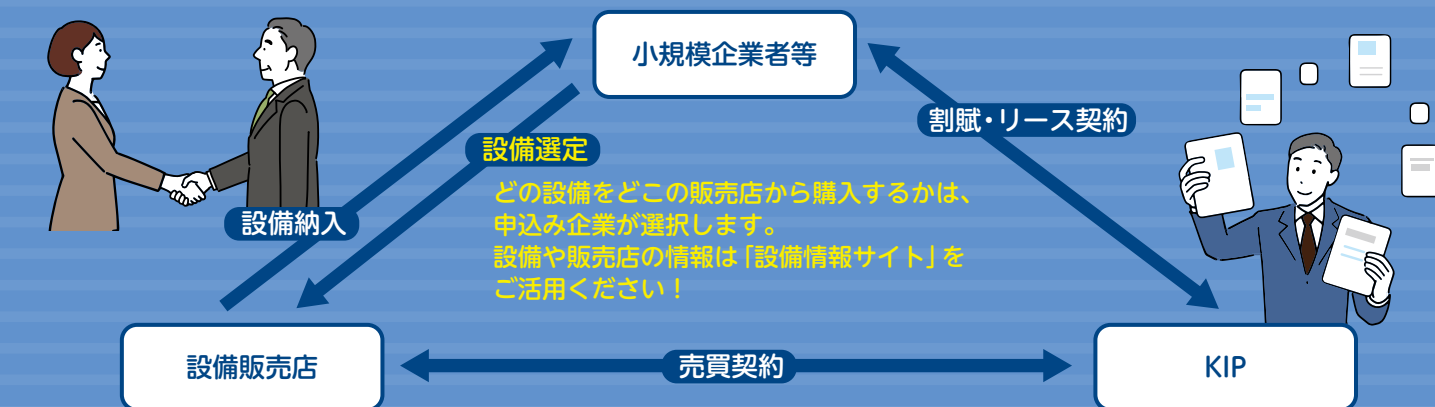 小規模企業者等
割賦・リース契約
設備選定
どの設備をどこの販売店から購入するかは、
申込み企業が選択します。
設備や販売店の情報は「設備情報サイト」を
ご活用ください！
設備納入
設備販売店
売買契約
KIP